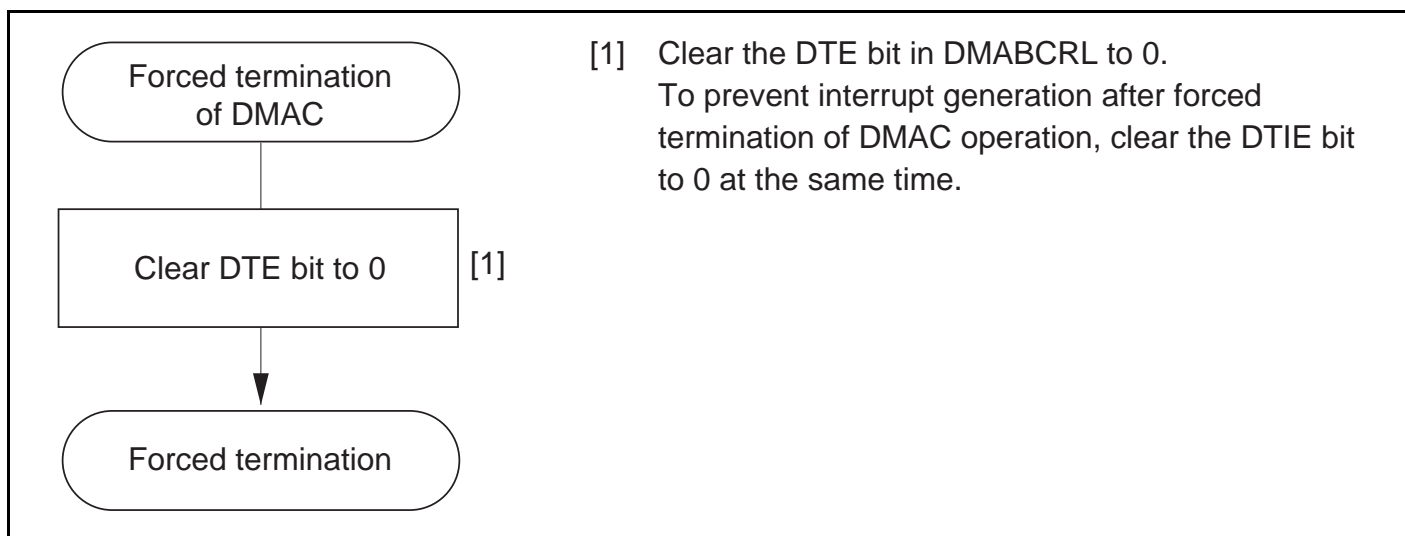 Forced termination
of DMAC
Clear DTE bit to 0
[1]
Forced termination
[1] Clear the DTE bit in DMABCRL to 0.
To prevent interrupt generation after forced
termination of DMAC operation, clear the DTIE bit
to 0 at the same time.